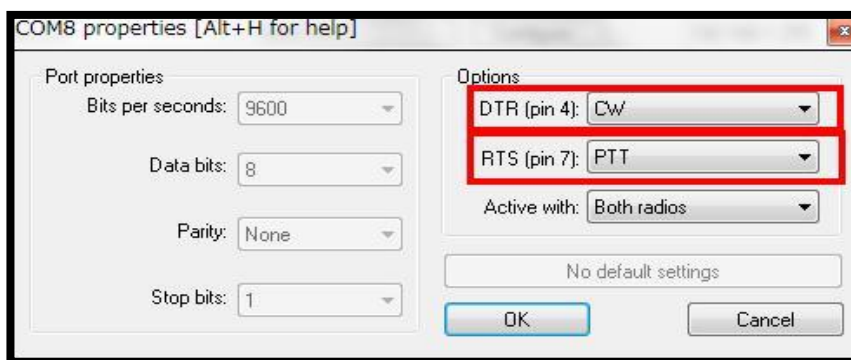 COM8 properties [Alt+H for help]
Port properties
Bits per seconds: 9600
Data bits: 8
Parity: None
Stop bits: 1
Options
DTR (pin 4): CW
RTS (pin 7): PTT
Active with: Both radios
No default settings
OK Cancel